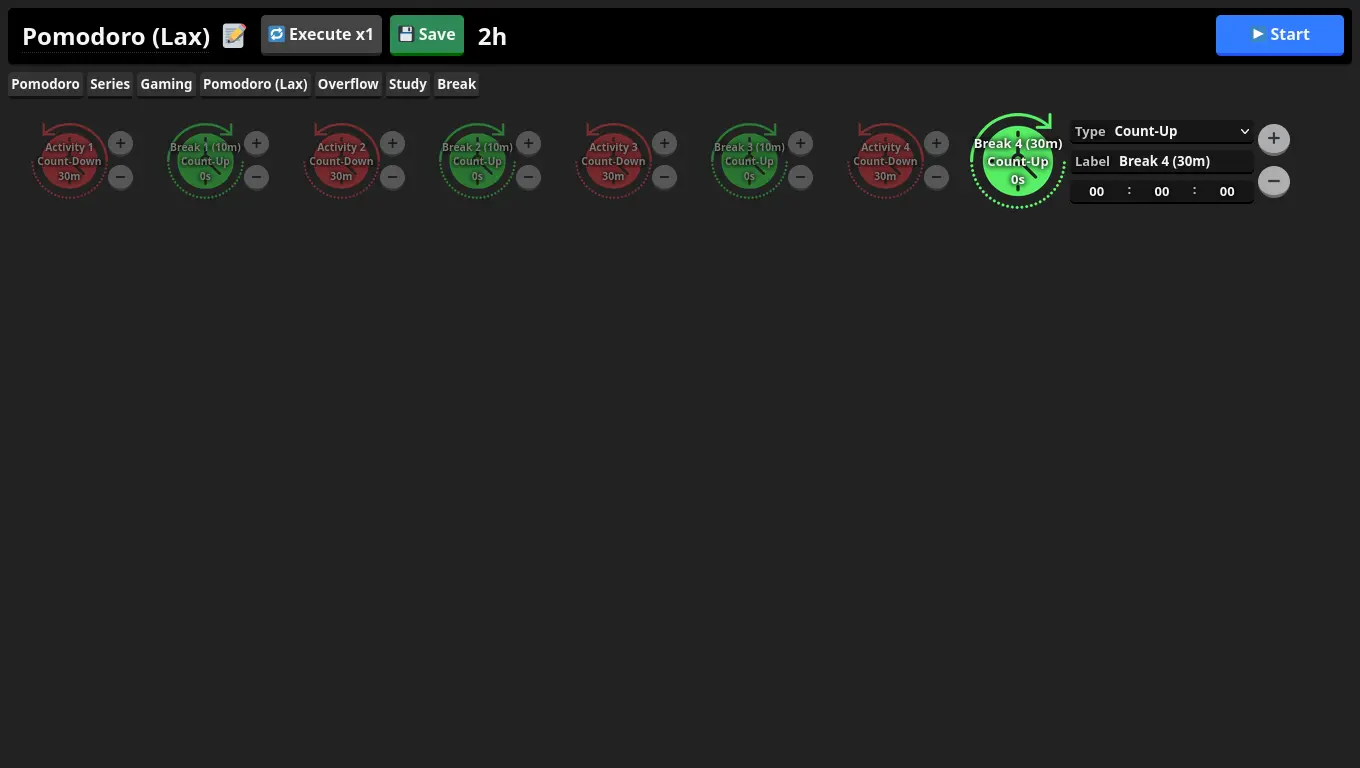 Pomodoro (Lax) Execute x1 Save 2h Start
Pomodoro Series Gaming Pomodoro (Lax) Overflow Study Break
Activity 1
Count-Down
30m
+
−
Break 1 (10m)
Count-Up
0s
+
−
Activity 2
Count-Down
30m
+
−
Break 2 (10m)
Count-Up
0s
+
−
Activity 3
Count-Down
30m
+
−
Break 3 (10m)
Count-Up
0s
+
−
Activity 4
Count-Down
30m
+
−
Break 4 (30m)
Count-Up
0s
Type Count-Up
Label Break 4 (30m)
00 : 00 : 00
+
−